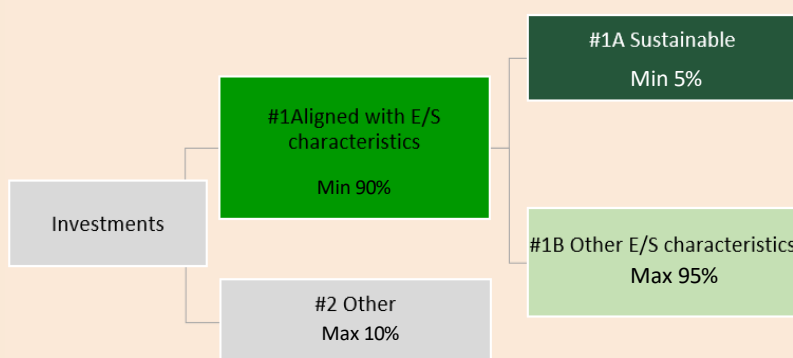 #1A Sustainable
Min 5%
#1Aligned with E/S
characteristics
Min 90%
Investments
#1B Other E/S characteristics
Max 95%
#2 Other
Max 10%